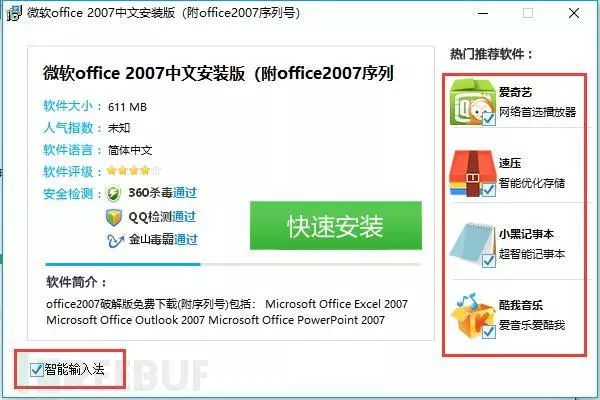 微软office 2007中文安装版（附office2007序列号）
微软office 2007中文安装版（附office2007序列
软件大小： 611 MB
人气指数： 未知
软件语言： 简体中文
软件评级：
安全检测： 360杀毒通过
QQ检测通过
金山毒霸通过
快速安装
软件简介：
office2007破解版免费下载(附序列号)包括： Microsoft Office Excel 2007
Microsoft Office Outlook 2007 Microsoft Office PowerPoint 2007
智能输入法
热门推荐软件：
爱奇艺
网络首选播放器
速压
智能优化存储
小黑记事本
超智能记事本
酷我音乐
爱音乐爱酷我
REEBUF